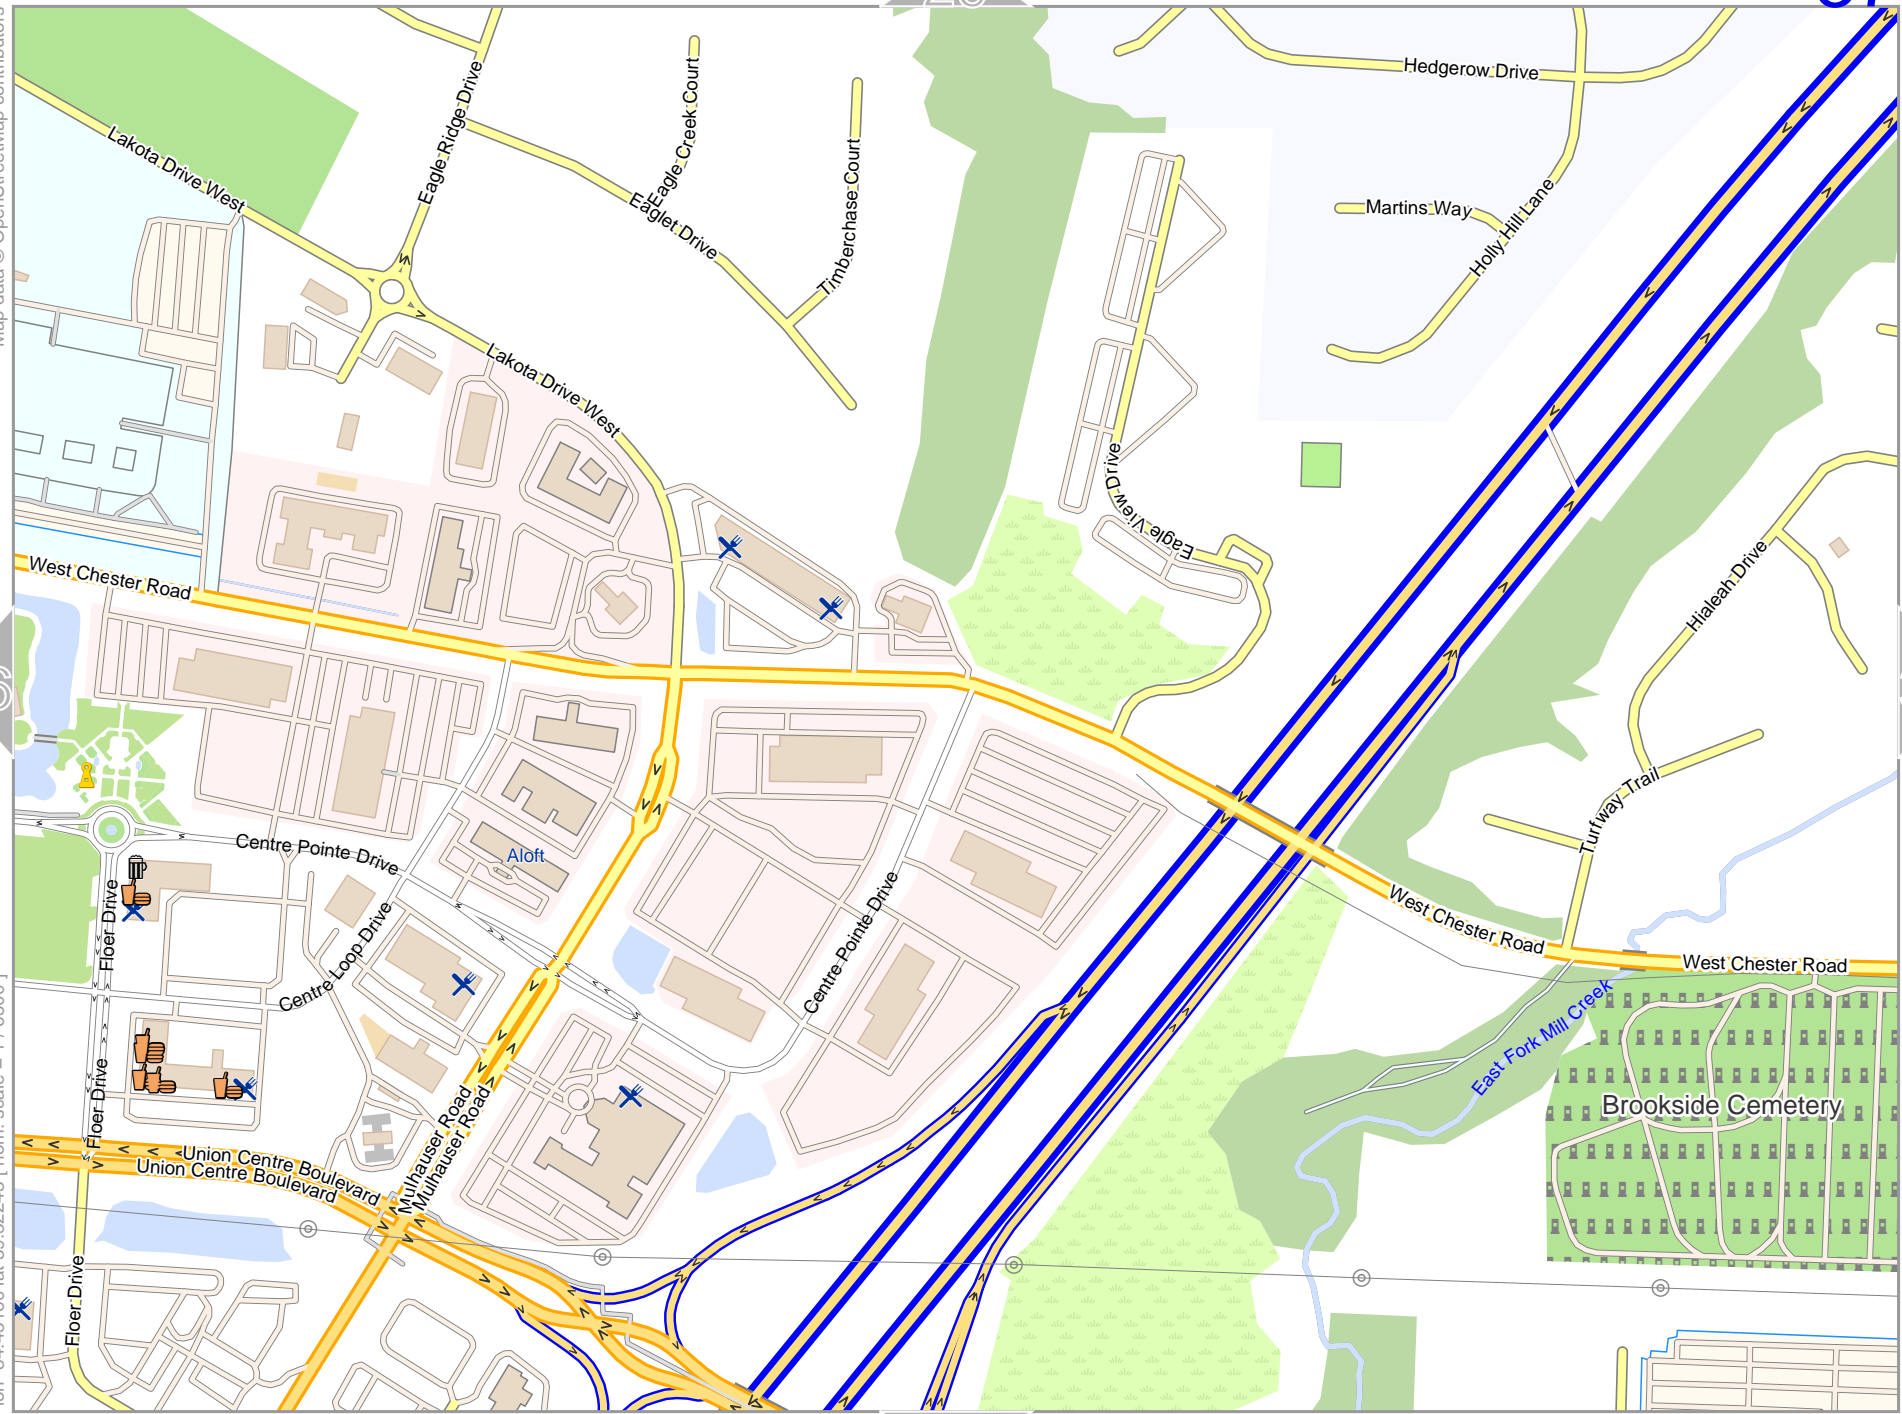 Hedgerow Drive
Eagle Ridge Drive
Eagle Creek Court
Lakota Drive West
Timberchase Court
Eaglet Drive
Martins Way
Holly Hill Lane
Lakota Drive West
Eagle View Drive
West Chester Road
Hialeah Drive
Turfway Trail
Centre Pointe Drive
Aloft
Floer Drive
Centre Loop Drive
Centre Pointe Drive
West Chester Road
West Chester Road
East Fork Mill Creek
Brookside Cemetery
Floer Drive
Mulhauser Road
Mulhauser Road
Union Centre Boulevard
Union Centre Boulevard
Floer Drive